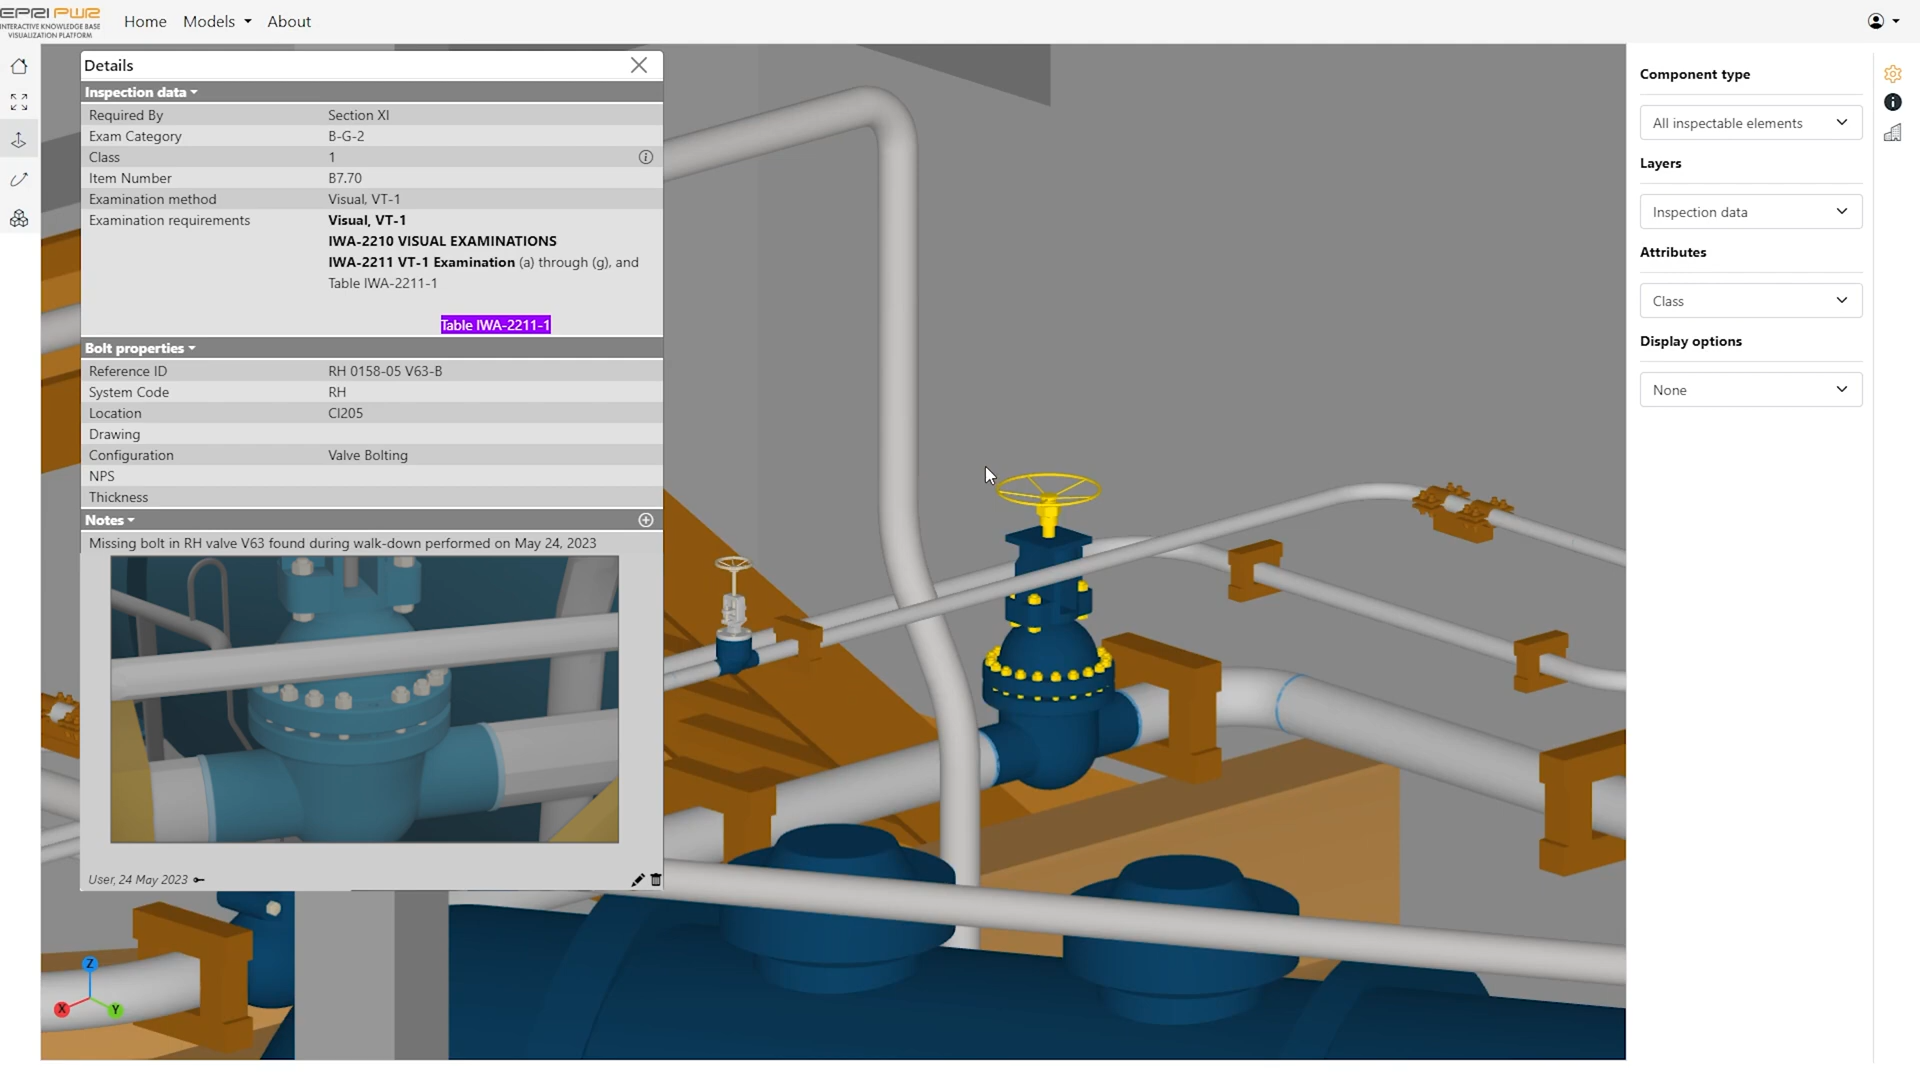 EPRI PWR
INTERACTIVE KNOWLEDGE BASE
VISUALIZATION PLATFORM
Home
Models
About
Details
Inspection data
Required By Section XI
Exam Category B-G-2
Class 1
Item Number B7.70
Examination method Visual, VT-1
Examination requirements Visual, VT-1
IWA-2210 VISUAL EXAMINATIONS
IWA-2211 VT-1 Examination (a) through (g), and
Table IWA-2211-1
Table IWA-2211-1
Bolt properties
Reference ID RH 0158-05 V63-B
System Code RH
Location CI205
Drawing
Configuration Valve Bolting
NPS
Thickness
Notes
Missing bolt in RH valve V63 found during walk-down performed on May 24, 2023
User, 24 May 2023
Z
X
Y
Component type
All inspectable elements
Layers
Inspection data
Attributes
Class
Display options
None